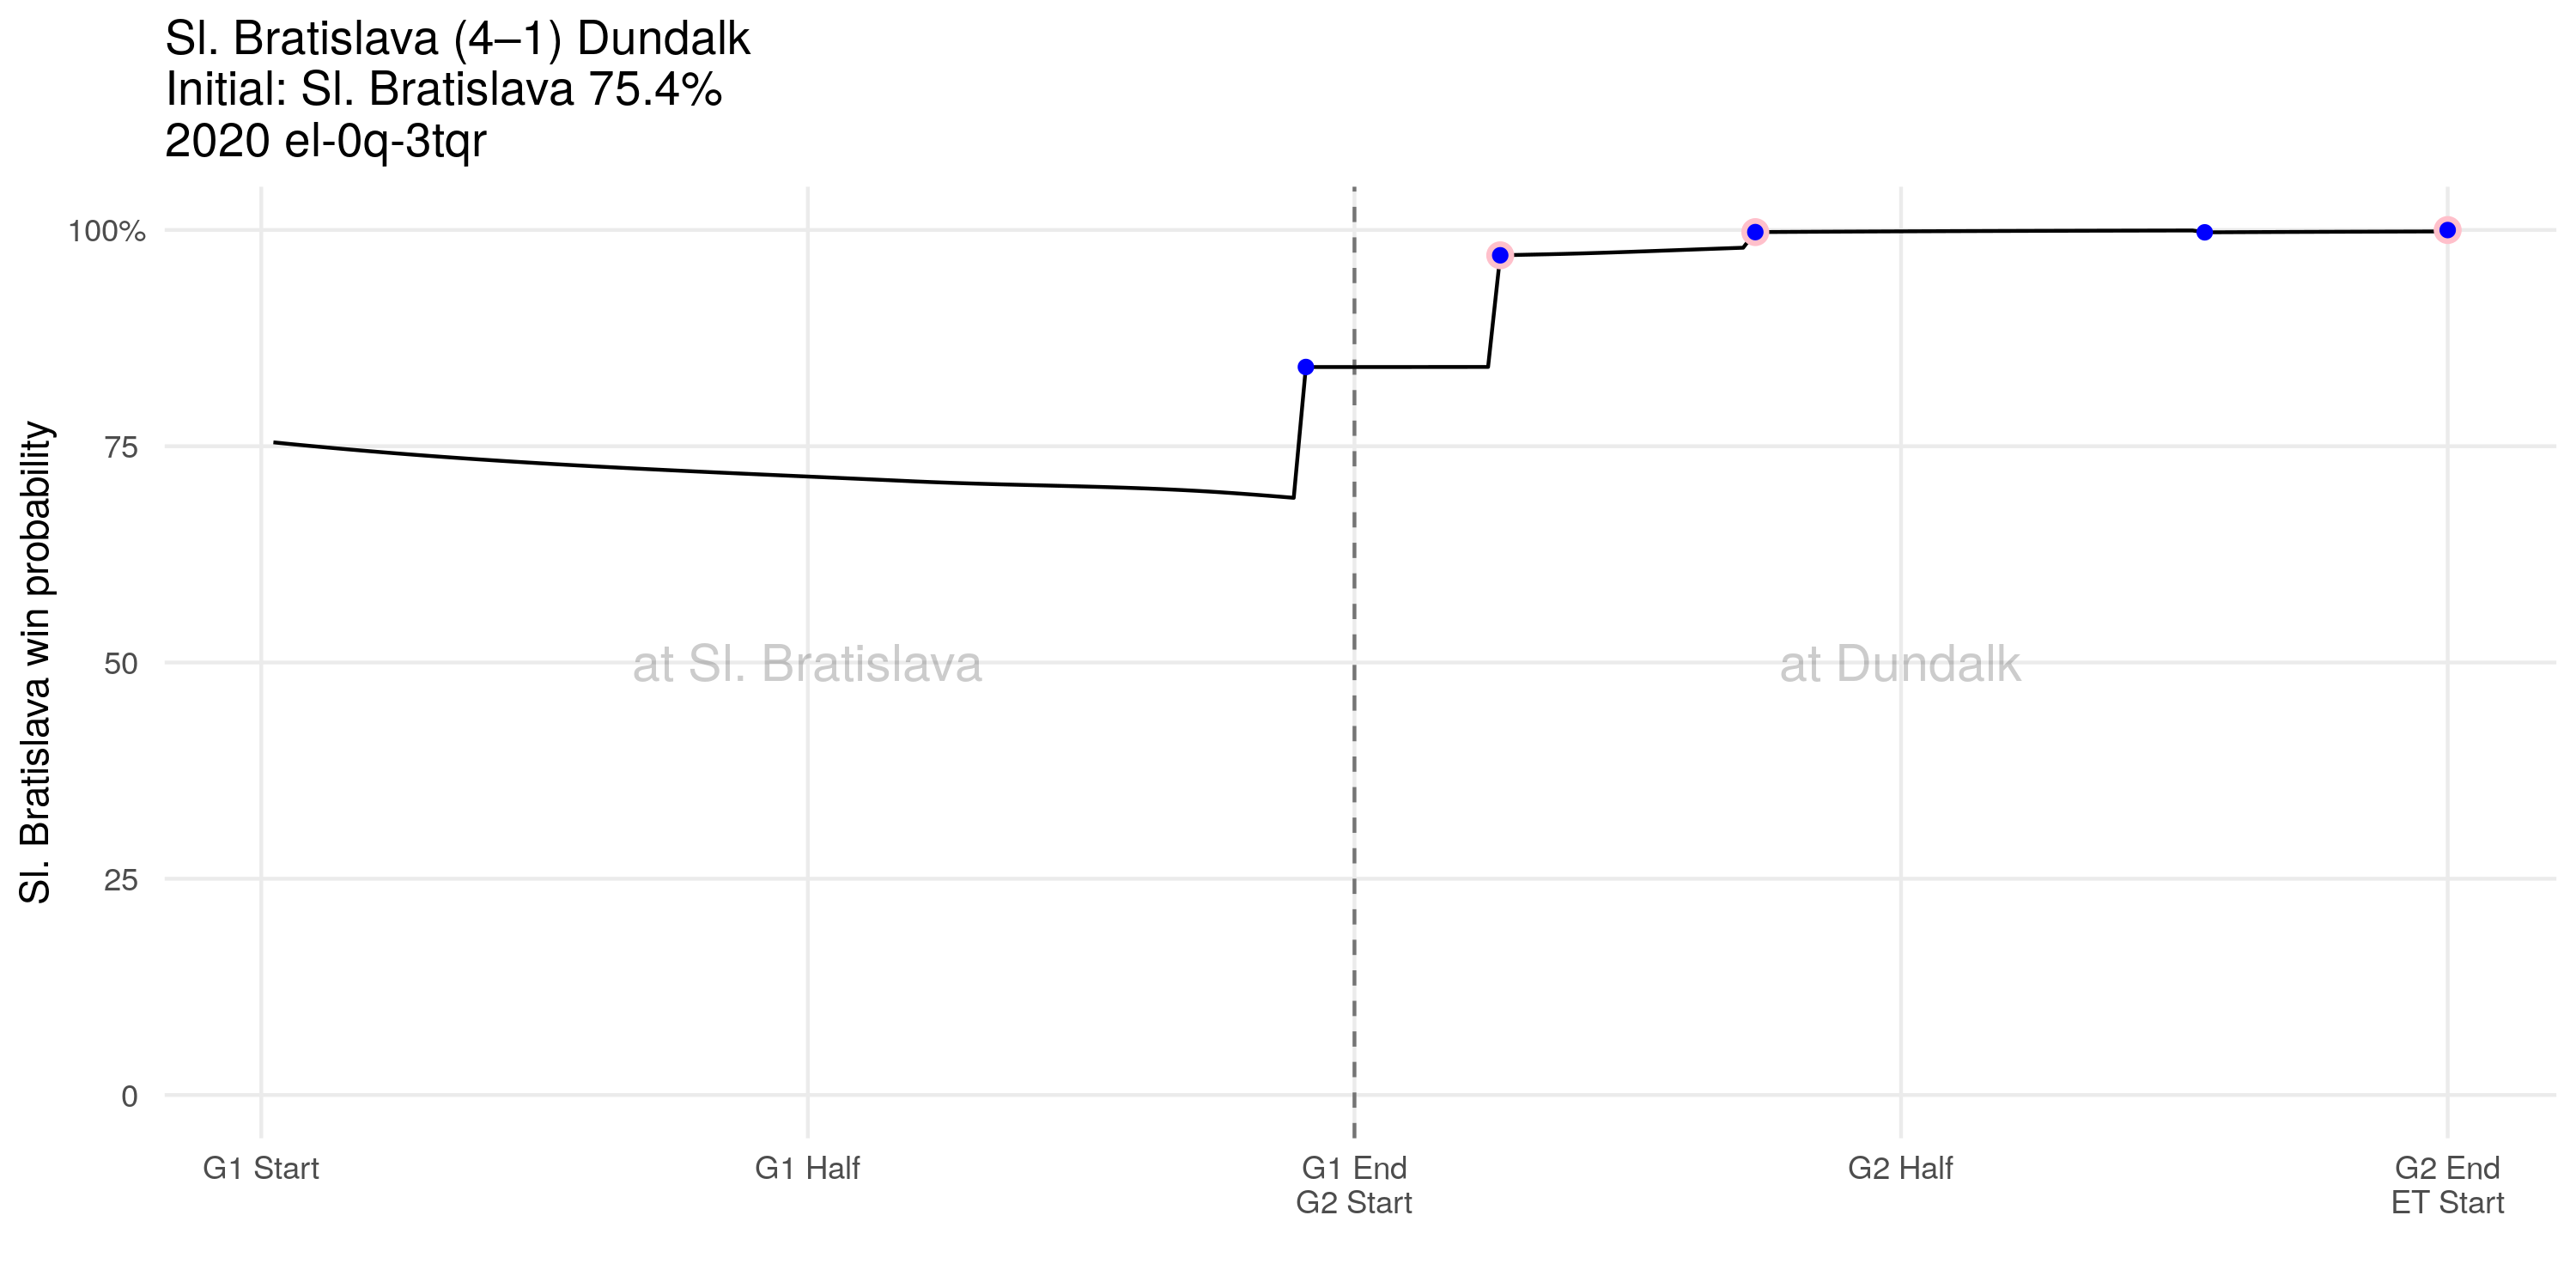 Sl. Bratislava (4–1) Dundalk
Initial: Sl. Bratislava 75.4%
2020 el-0q-3tqr
Sl. Bratislava win probability
100%
75
50
25
0
at Sl. Bratislava
at Dundalk
G1 Start
G1 Half
G1 End
G2 Start
G2 Half
G2 End
ET Start